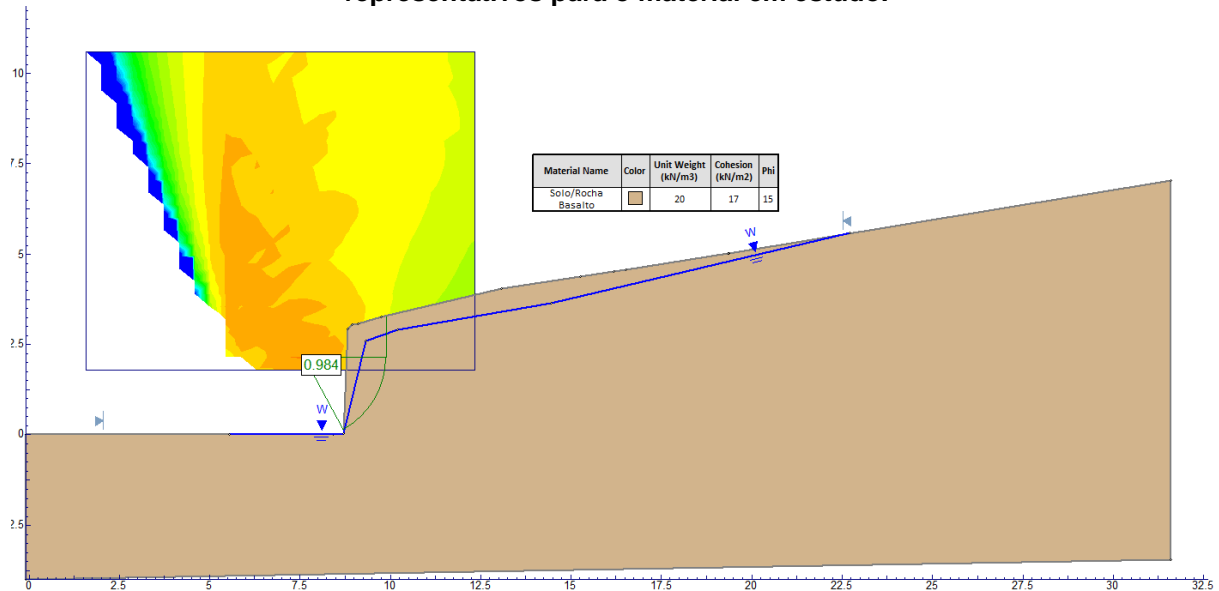 representativos para o material em estudo.
10
7.5
5
2.5
0
2.5
Material Name Color Unit Weight (kN/m3) Cohesion (kN/m2) Phi
Solo/Rocha Basalto 20 17 15
W
W
0.984
0 2.5 5 7.5 10 12.5 15 17.5 20 22.5 25 27.5 30 32.5